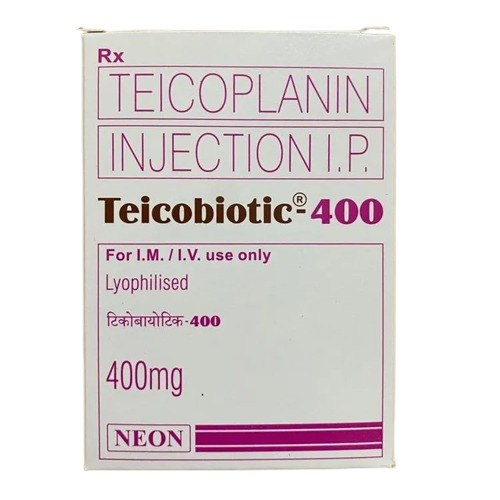 Rx
TEICOPLANIN
INJECTION I.P.
Teicobiotic®-400
For I.M. / I.V. use only
Lyophilised
टिकोबायोटिक-400
400mg
NEON